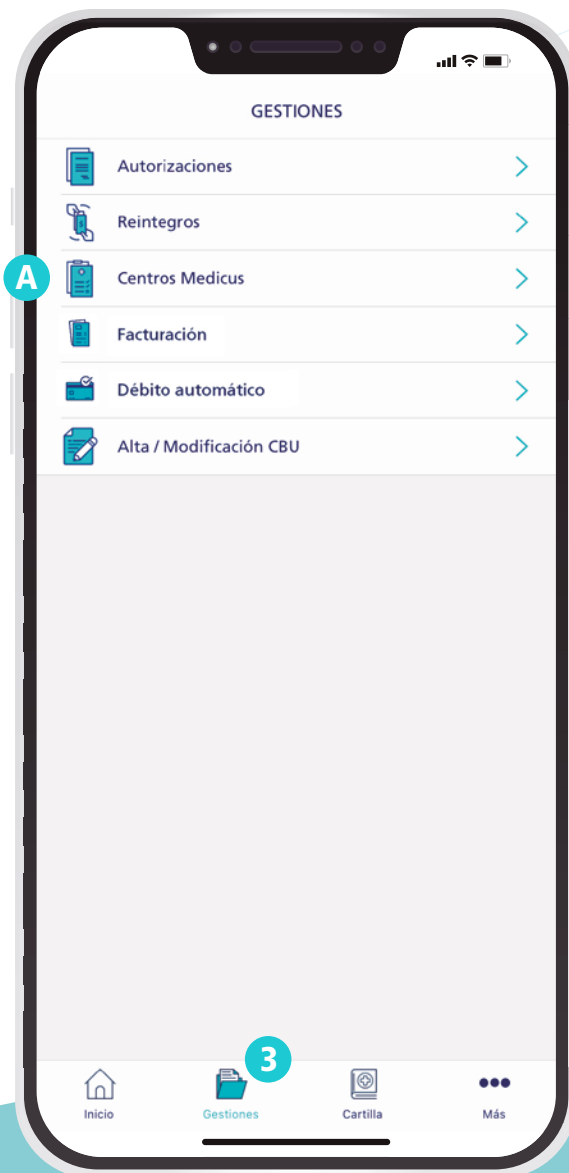 GESTIONES
Autorizaciones
Reintegros
A
Centros Medicus
Facturación
Débito automático
Alta / Modificación CBU
3
Inicio
Gestiones
Cartilla
Más